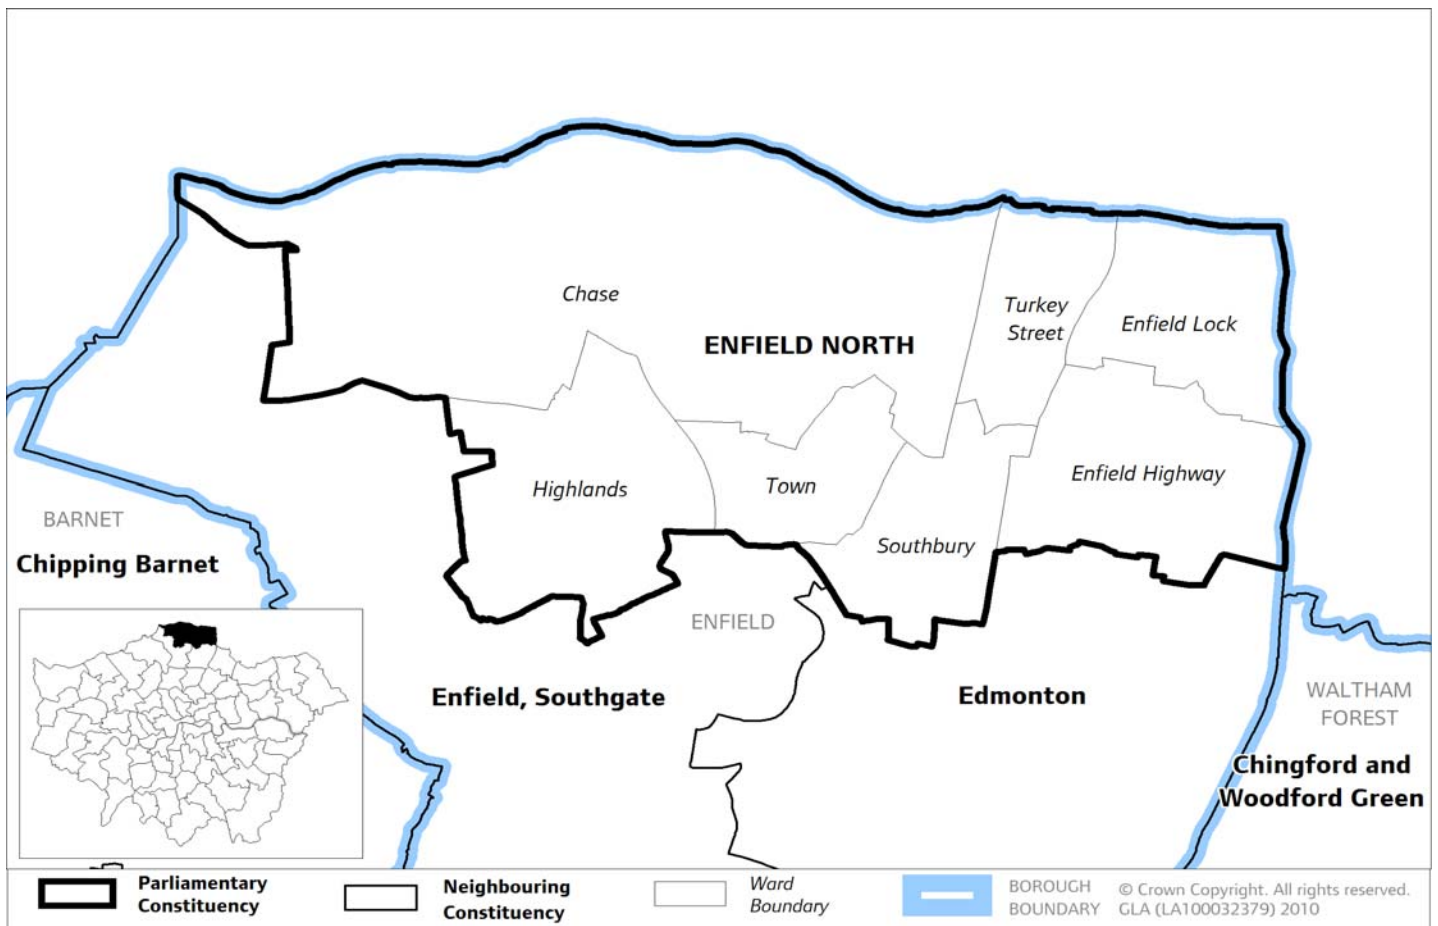 Chase
ENFIELD NORTH
Turkey
Street
Enfield Lock
Highlands
Town
Enfield Highway
Southbury
BARNET
Chipping Barnet
ENFIELD
Enfield, Southgate
Edmonton
WALTHAM
FOREST
Chingford and
Woodford Green
Parliamentary
Constituency
Neighbouring
Constituency
Ward
Boundary
BOROUGH
BOUNDARY
© Crown Copyright. All rights reserved.
GLA (LA100032379) 2010